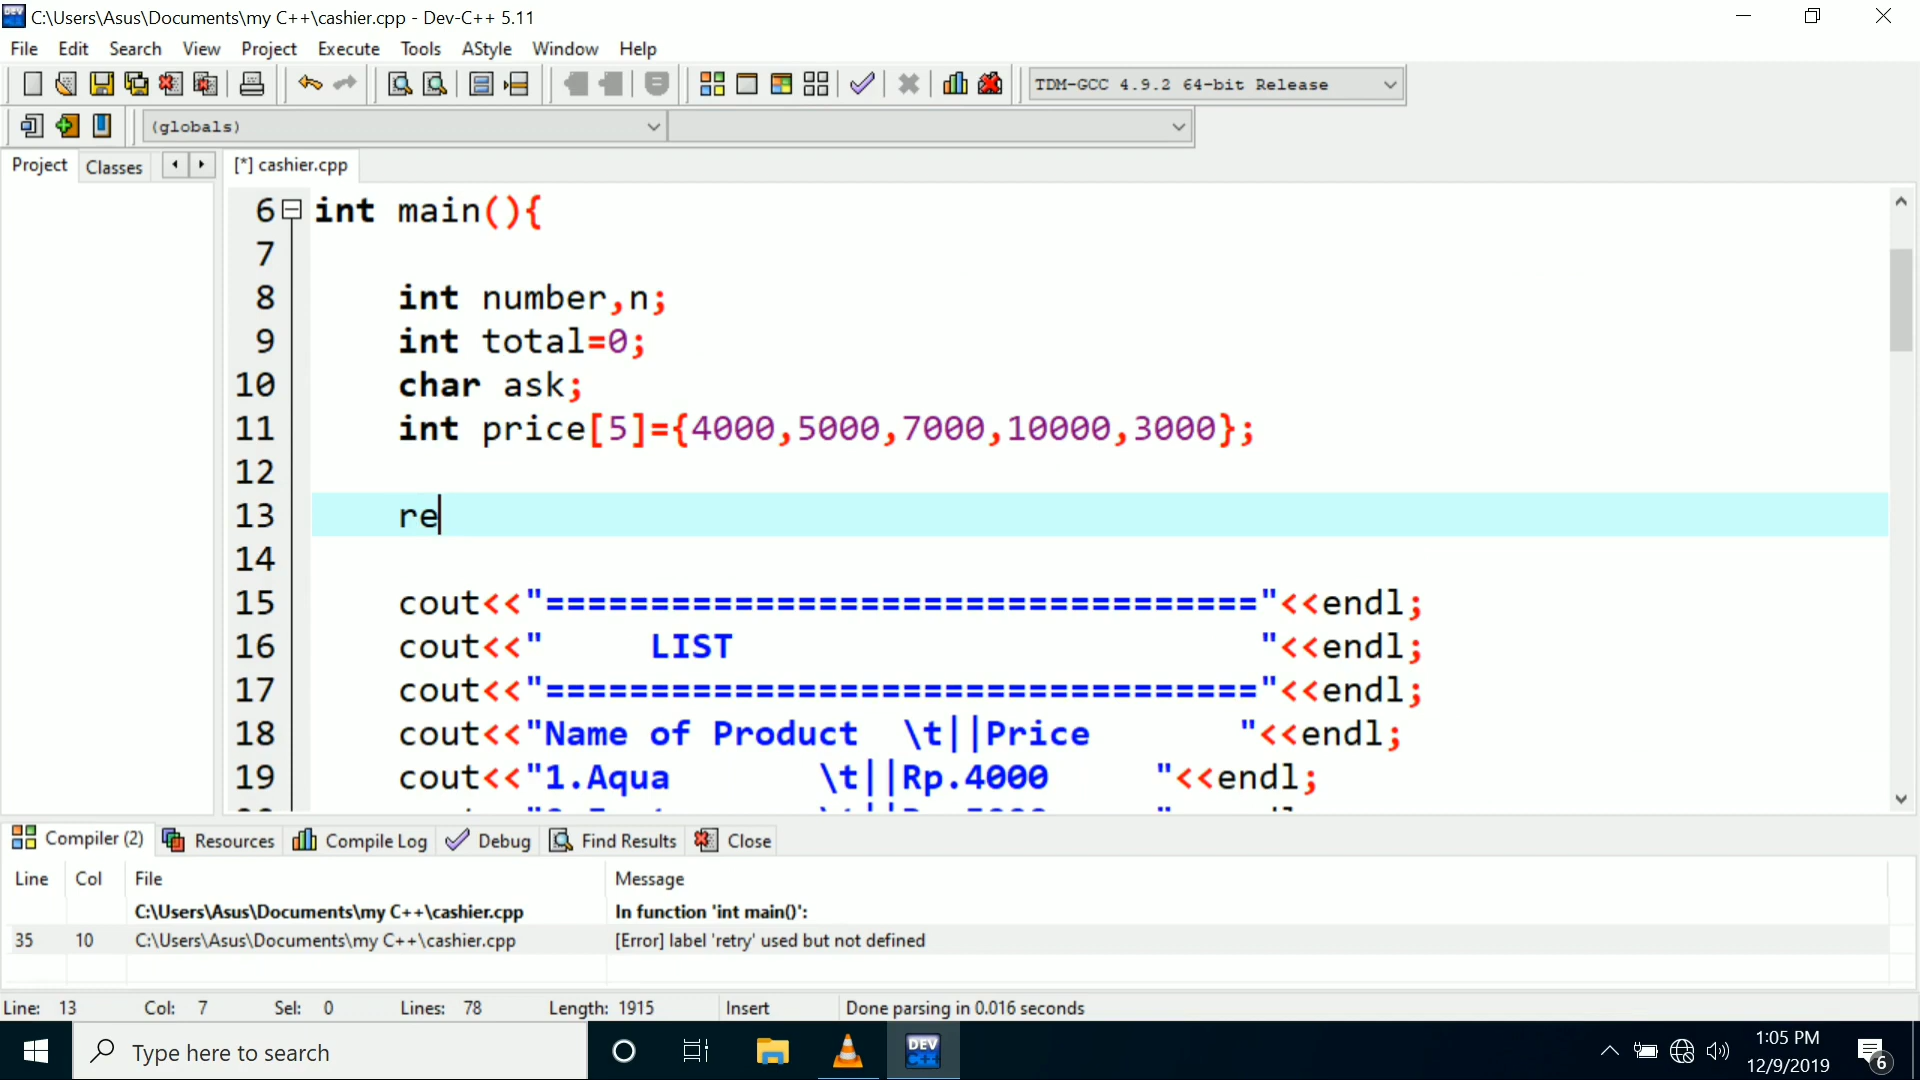 C:\Users\Asus\Documents\my C++\cashier.cpp - Dev-C++ 5.11
File Edit Search View Project Execute Tools AStyle Window Help
TDM-GCC 4.9.2 64-bit Release
(globals)
Project Classes [*] cashier.cpp
6 int main(){
7
8 int number,n;
9 int total=0;
10 char ask;
11 int price[5]={4000,5000,7000,10000,3000};
12
13 re
14
15 cout<<"=================================="<<endl;
16 cout<<"     LIST                         "<<endl;
17 cout<<"=================================="<<endl;
18 cout<<"Name of Product  \t||Price       "<<endl;
19 cout<<"1.Aqua       \t||Rp.4000     "<<endl;
Compiler (2) Resources Compile Log Debug Find Results Close
Line Col File Message
C:\Users\Asus\Documents\my C++\cashier.cpp In function 'int main()':
35 10 C:\Users\Asus\Documents\my C++\cashier.cpp [Error] label 'retry' used but not defined
Line: 13 Col: 7 Sel: 0 Lines: 78 Length: 1915 Insert Done parsing in 0.016 seconds
Type here to search
DEV C++
1:05 PM
12/9/2019
6